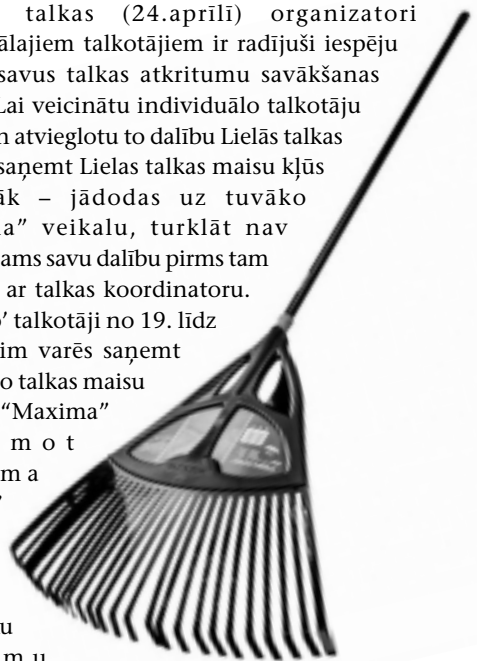 talkas (24.aprīlī) organizatori
ālajiem talkotājiem ir radījuši iespēju
savus talkas atkritumu savākšanas
Lai veicinātu individuālo talkotāju
n atvieglotu to dalību Lielās talkas
saņemt Lielas talkas maisu kļūs
āk – jādodas uz tuvāko
a” veikalu, turklāt nav
ams savu dalību pirms tam
ar talkas koordinatoru.
’ talkotāji no 19. līdz
im varēs saņemt
o talkas maisu
“Maxima”
m o t
m a
”
u
m u